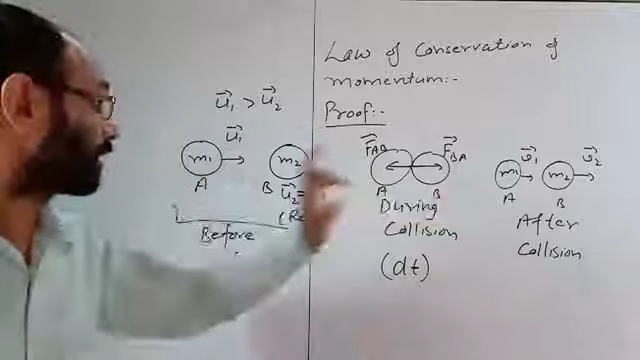 Law of Conservation of
momentum:-
Proof:-
u⃗₁ > u⃗₂
u⃗₁
m₁
A
m₂
B
u⃗₂=
Before
F⃗AB
F⃗BA
A
B
During
Collision
(dt)
m₁
v⃗₁
A
m₂
v⃗₂
B
After
Collision